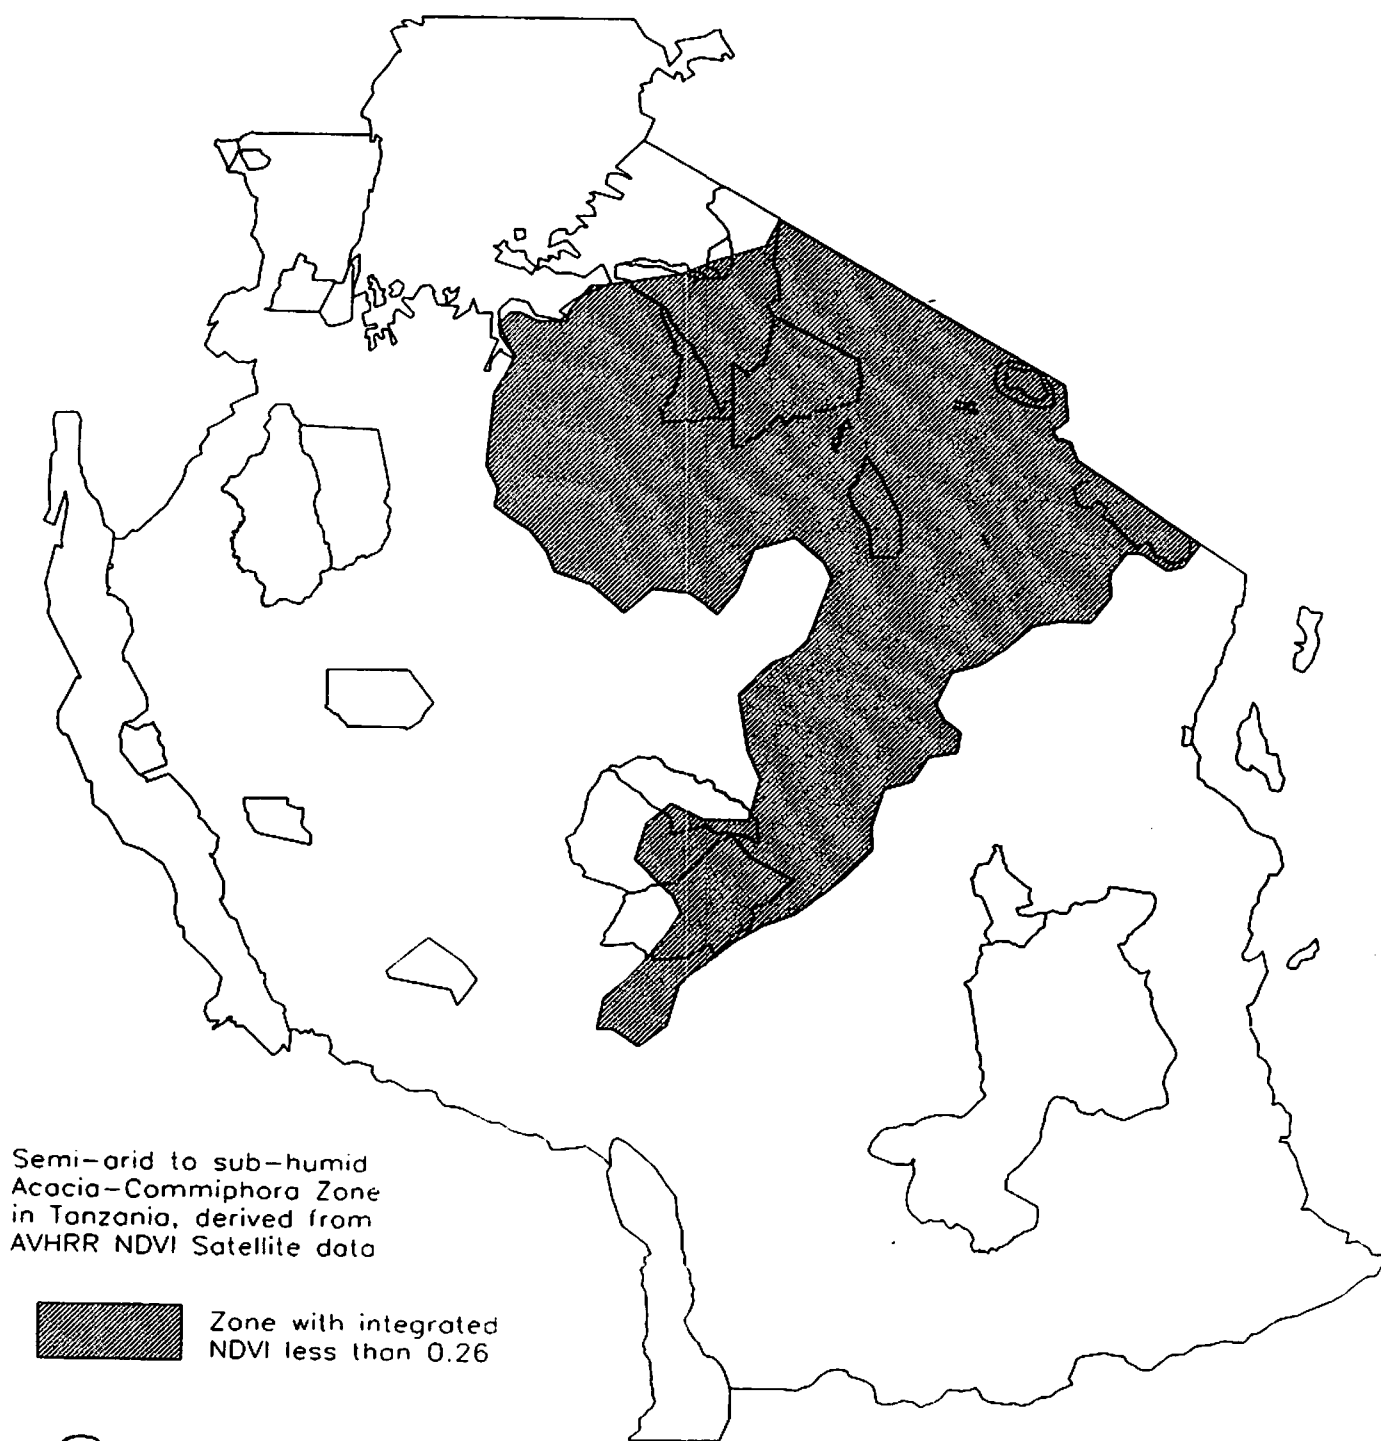 Semi-arid to sub-humid
Acacia-Commiphora Zone
in Tanzania, derived from
AVHRR NDVI Satellite data
Zone with integrated
NDVI less than 0.26